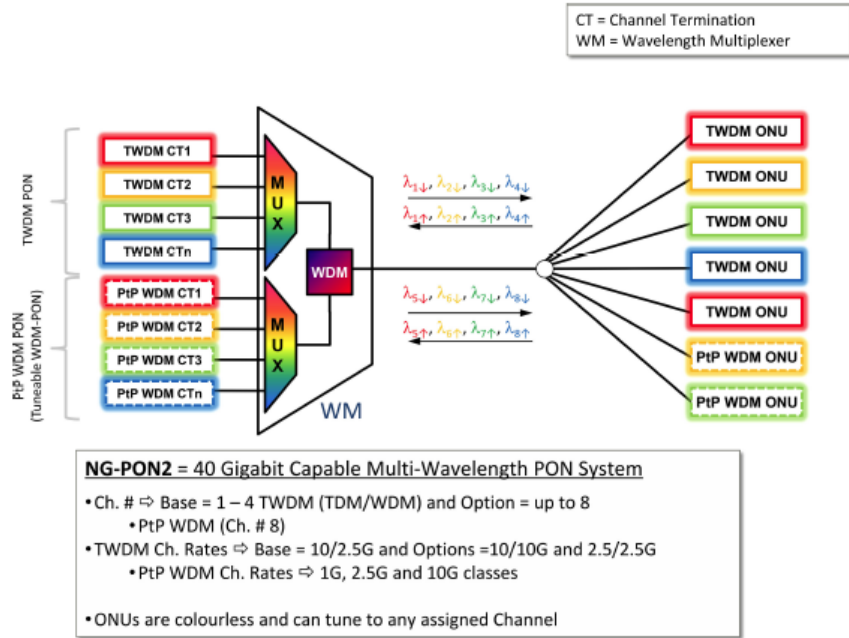 CT = Channel Termination
WM = Wavelength Multiplexer
TWDM PON
TWDM CT1
TWDM CT2
TWDM CT3
TWDM CTn
PtP WDM PON
(Tuneable WDM-PON)
PtP WDM CT1
PtP WDM CT2
PtP WDM CT3
PtP WDM CTn
MUX
MUX
WDM
WM
λ1↓, λ2↓, λ3↓, λ4↓
λ1↑, λ2↑, λ3↑, λ4↑
λ5↓, λ6↓, λ7↓, λ8↓
λ5↑, λ6↑, λ7↑, λ8↑
TWDM ONU
TWDM ONU
TWDM ONU
TWDM ONU
TWDM ONU
PtP WDM ONU
PtP WDM ONU
NG-PON2 = 40 Gigabit Capable Multi-Wavelength PON System
•Ch. # ⇨ Base = 1 – 4 TWDM (TDM/WDM) and Option = up to 8
•PtP WDM (Ch. # 8)
•TWDM Ch. Rates ⇨ Base = 10/2.5G and Options =10/10G and 2.5/2.5G
•PtP WDM Ch. Rates ⇨ 1G, 2.5G and 10G classes
•ONUs are colourless and can tune to any assigned Channel